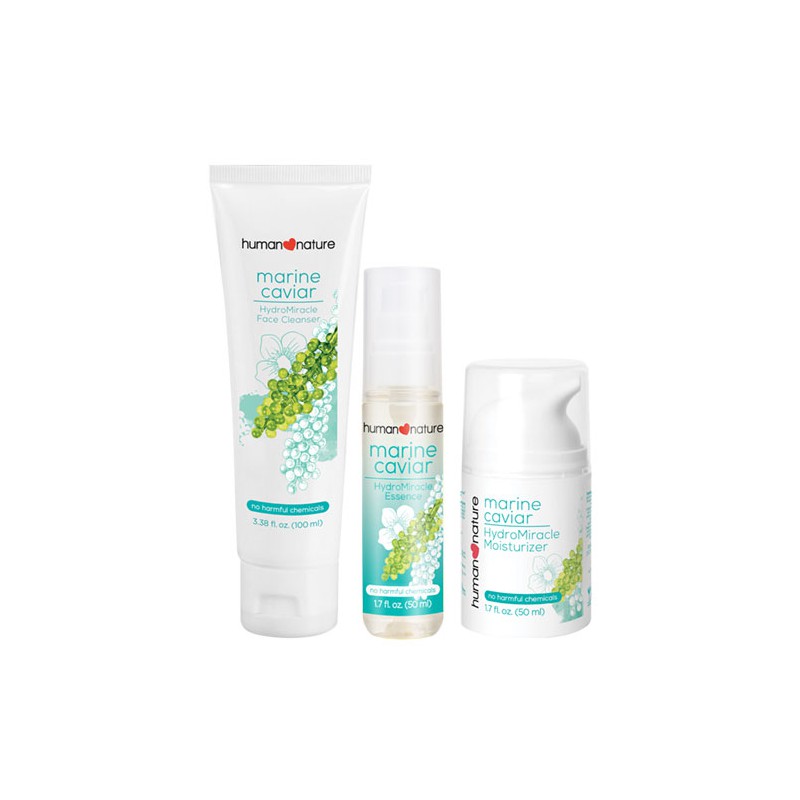 human nature
marine
caviar
HydroMiracle
Face Cleanser
no harmful chemicals
3.38 fl. oz. (100 ml)
human nature
marine
caviar
HydroMiracle
Essence
no harmful chemicals
1.7 fl. oz. (50 ml)
human nature
marine
caviar
HydroMiracle
Moisturizer
no harmful chemicals
1.7 fl. oz. (50 ml)